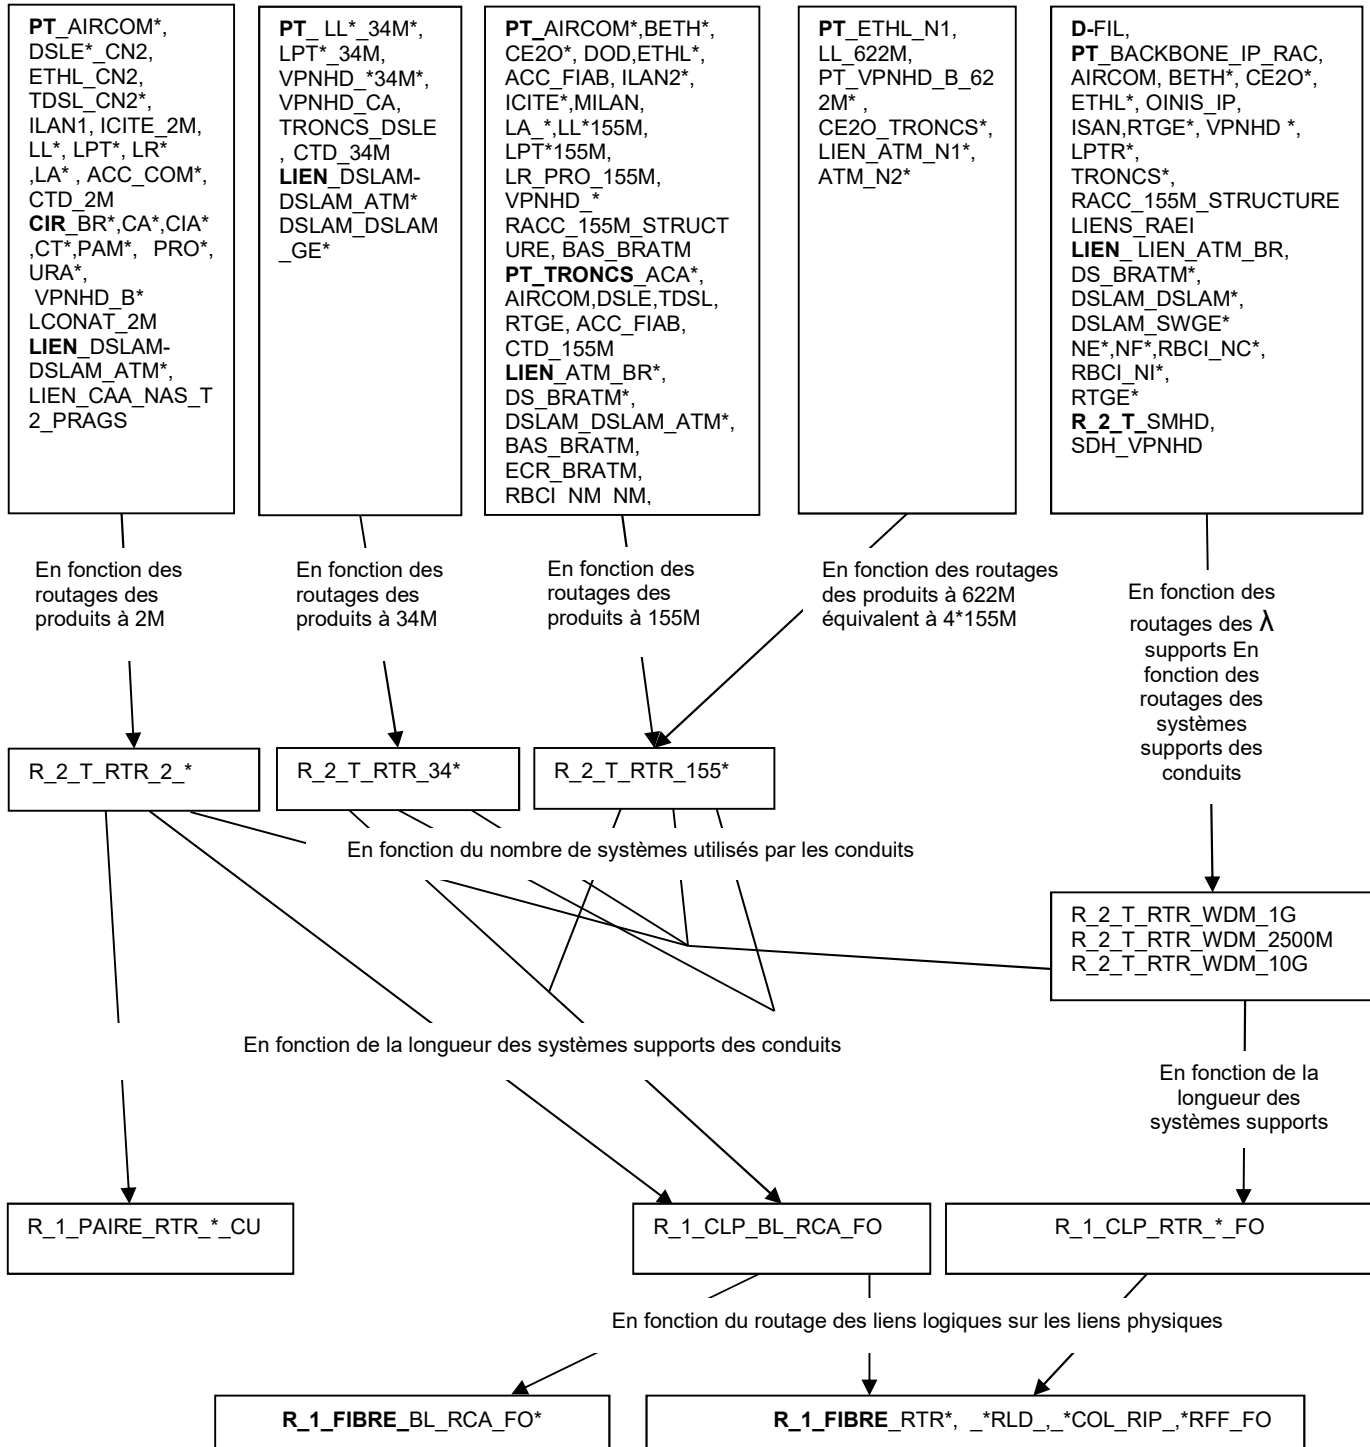 PT_AIRCOM*,
DSLE*_CN2,
ETHL_CN2,
TDSL_CN2*,
ILAN1, ICITE_2M,
LL*, LPT*, LR*
,LA* , ACC_COM*,
CTD_2M
CIR_BR*,CA*,CIA*
,CT*,PAM*, PRO*,
URA*,
VPNHD_B*
LCONAT_2M
LIEN_DSLAM-
DSLAM_ATM*,
LIEN_CAA_NAS_T
2_PRAGS
PT_ LL*_34M*,
LPT*_34M,
VPNHD_*34M*,
VPNHD_CA,
TRONCS_DSLE
, CTD_34M
LIEN_DSLAM-
DSLAM_ATM*
DSLAM_DSLAM
_GE*
PT_AIRCOM*,BETH*,
CE2O*, DOD,ETHL*,
ACC_FIAB, ILAN2*,
ICITE*,MILAN,
LA_*,LL*155M,
LPT*155M,
LR_PRO_155M,
VPNHD_*
RACC_155M_STRUCT
URE, BAS_BRATM
PT_TRONCS_ACA*,
AIRCOM,DSLE,TDSL,
RTGE, ACC_FIAB,
CTD_155M
LIEN_ATM_BR*,
DS_BRATM*,
DSLAM_DSLAM_ATM*,
BAS_BRATM,
ECR_BRATM,
RBCI_NM_NM,
PT_ETHL_N1,
LL_622M,
PT_VPNHD_B_62
2M* ,
CE2O_TRONCS*,
LIEN_ATM_N1*,
ATM_N2*
D-FIL,
PT_BACKBONE_IP_RAC,
AIRCOM, BETH*, CE2O*,
ETHL*, OINIS_IP,
ISAN,RTGE*, VPNHD *,
LPTR*,
TRONCS*,
RACC_155M_STRUCTURE
LIENS_RAEI
LIEN_ LIEN_ATM_BR,
DS_BRATM*,
DSLAM_DSLAM*,
DSLAM_SWGE*
NE*,NF*,RBCI_NC*,
RBCI_NI*,
RTGE*
R_2_T_SMHD,
SDH_VPNHD
En fonction des
routages des
produits à 2M
En fonction des
routages des
produits à 34M
En fonction des
routages des
produits à 155M
En fonction des routages
des produits à 622M
équivalent à 4*155M
En fonction des
routages des λ
supports En
fonction des
routages des
systèmes
supports des
conduits
R_2_T_RTR_2_*
R_2_T_RTR_34*
R_2_T_RTR_155*
En fonction du nombre de systèmes utilisés par les conduits
R_2_T_RTR_WDM_1G
R_2_T_RTR_WDM_2500M
R_2_T_RTR_WDM_10G
En fonction de la longueur des systèmes supports des conduits
En fonction de la
longueur des
systèmes supports
R_1_PAIRE_RTR_*_CU
R_1_CLP_BL_RCA_FO
R_1_CLP_RTR_*_FO
En fonction du routage des liens logiques sur les liens physiques
R_1_FIBRE_BL_RCA_FO*
R_1_FIBRE_RTR*, _*RLD_,_*COL_RIP_,*RFF_FO